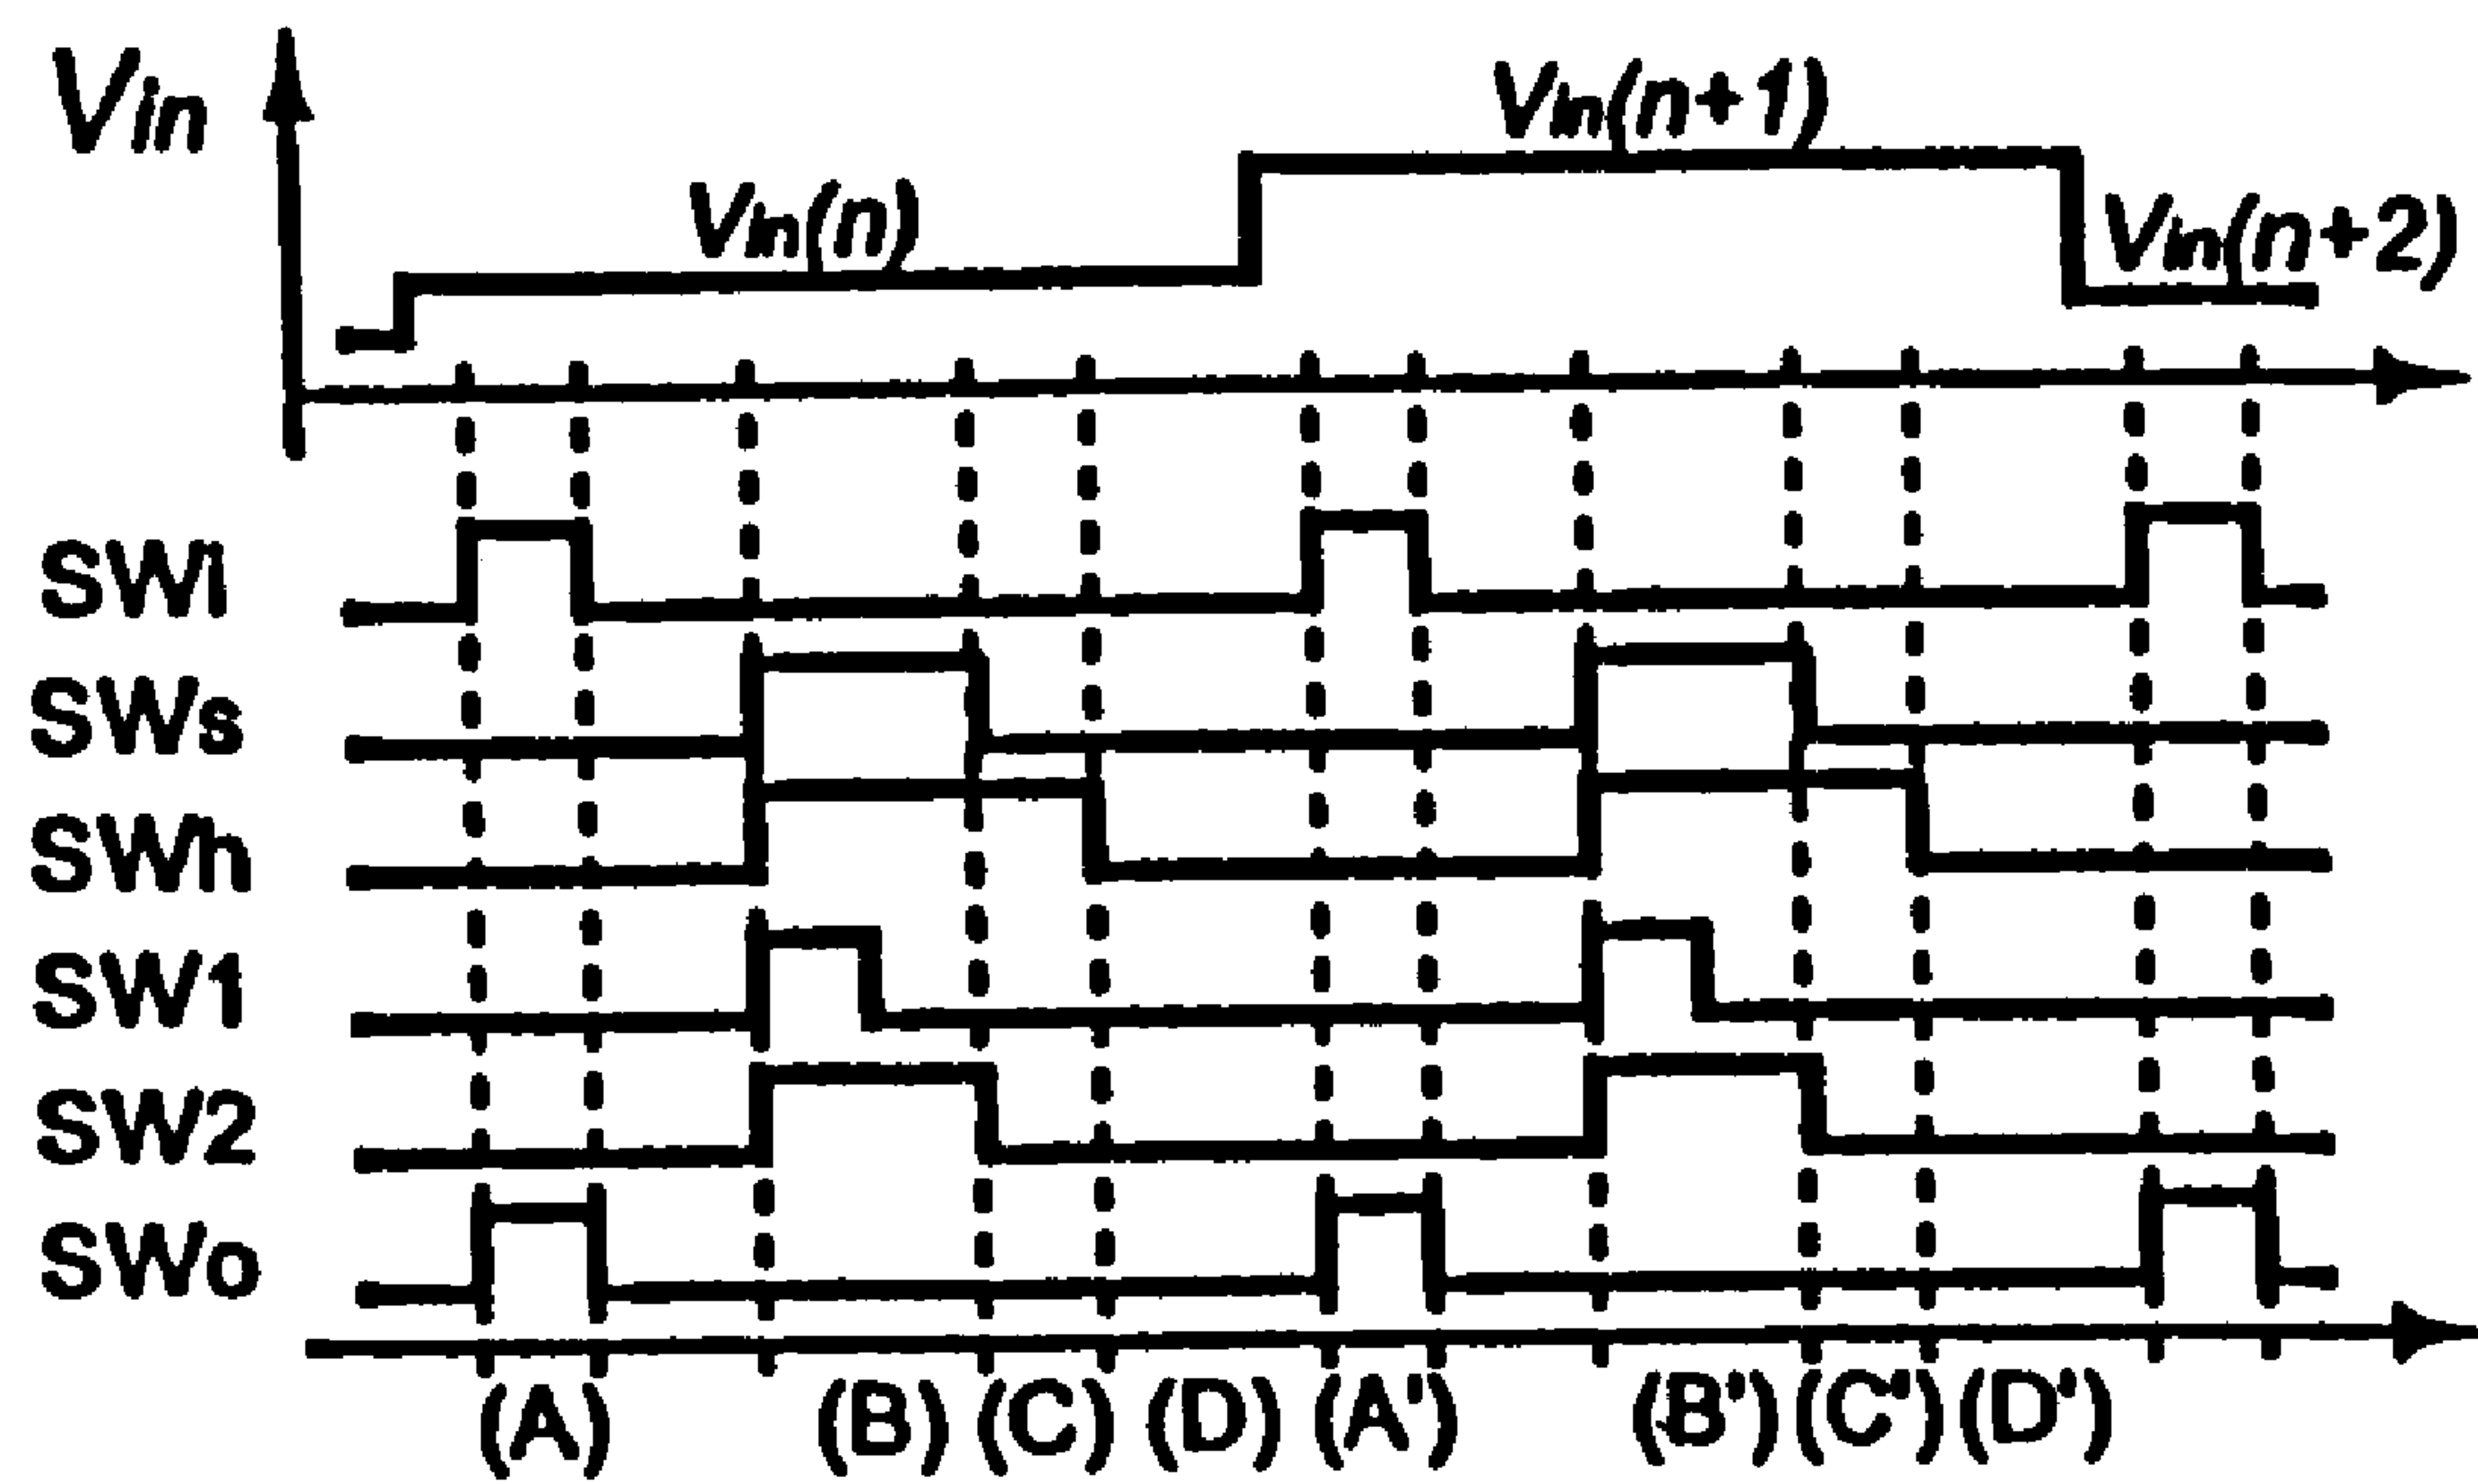 Vin
Vin(n+1)
Vin(n)
Vin(n+2)
SWi
SWs
SWh
SW1
SW2
SWo
(A) (B) (C) (D) (A') (B') (C') (D')